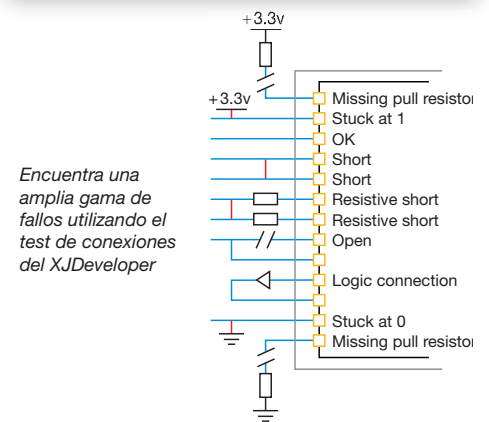 +3.3v
+3.3v
Missing pull resistor
Stuck at 1
OK
Short
Short
Resistive short
Resistive short
Open
Logic connection
Stuck at 0
Missing pull resistor
Encuentra una
amplia gama de
fallos utilizando el
test de conexiones
del XJDeveloper